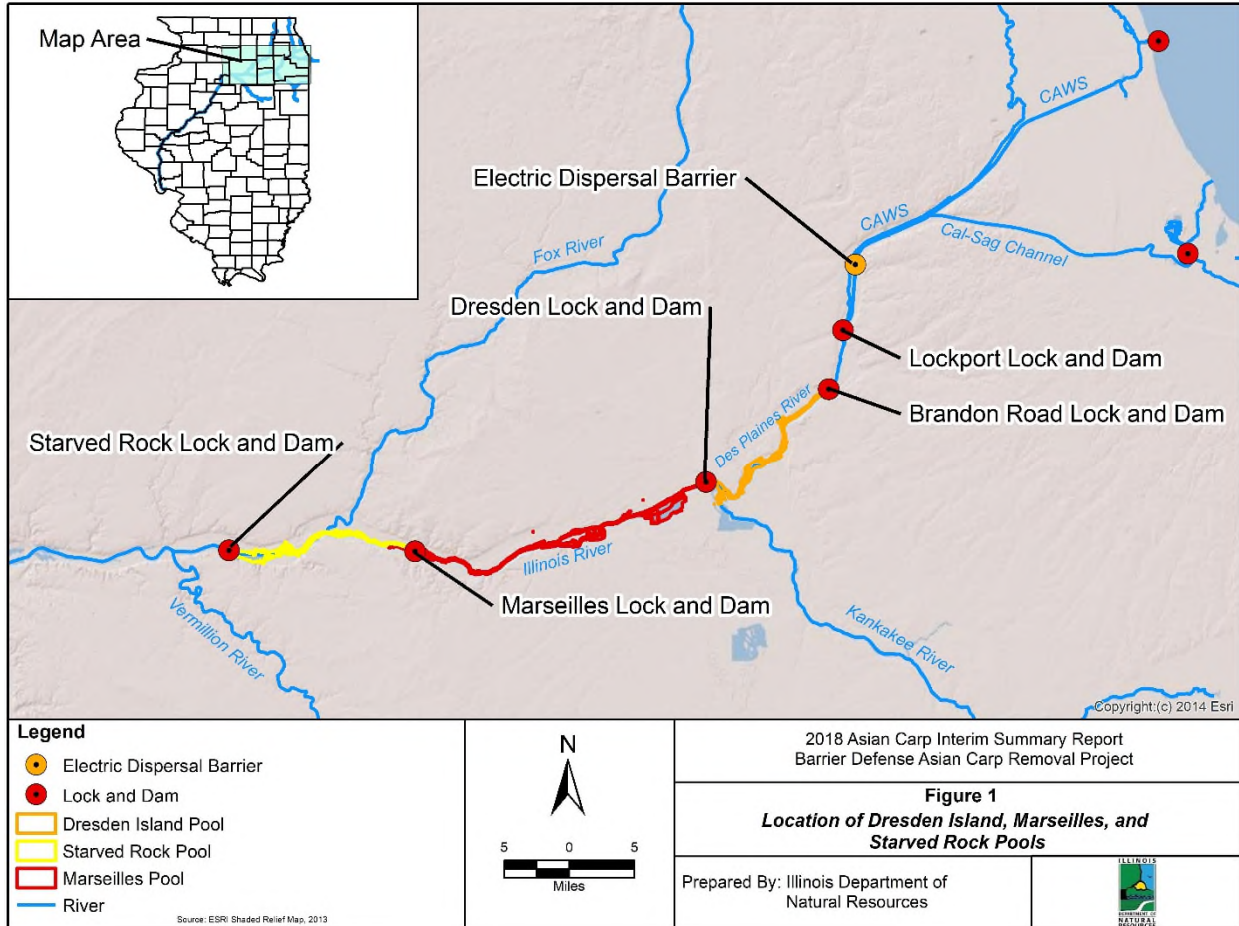 Map Area
CAWS
Electric Dispersal Barrier
CAWS
Cal-Sag Channel
Fox River
Dresden Lock and Dam
Lockport Lock and Dam
Brandon Road Lock and Dam
Des Plaines River
Starved Rock Lock and Dam
Illinois River
Marseilles Lock and Dam
Vermillion River
Kankakee River
Copyright:(c) 2014 Esri
Legend
Electric Dispersal Barrier
Lock and Dam
Dresden Island Pool
Starved Rock Pool
Marseilles Pool
River
Source: ESRI Shaded Relief Map, 2013
N
5 0 5
Miles
2018 Asian Carp Interim Summary Report
Barrier Defense Asian Carp Removal Project
Figure 1
Location of Dresden Island, Marseilles, and
Starved Rock Pools
Prepared By: Illinois Department of
Natural Resources
ILLINOIS
DEPARTMENT OF
NATURAL
RESOURCES